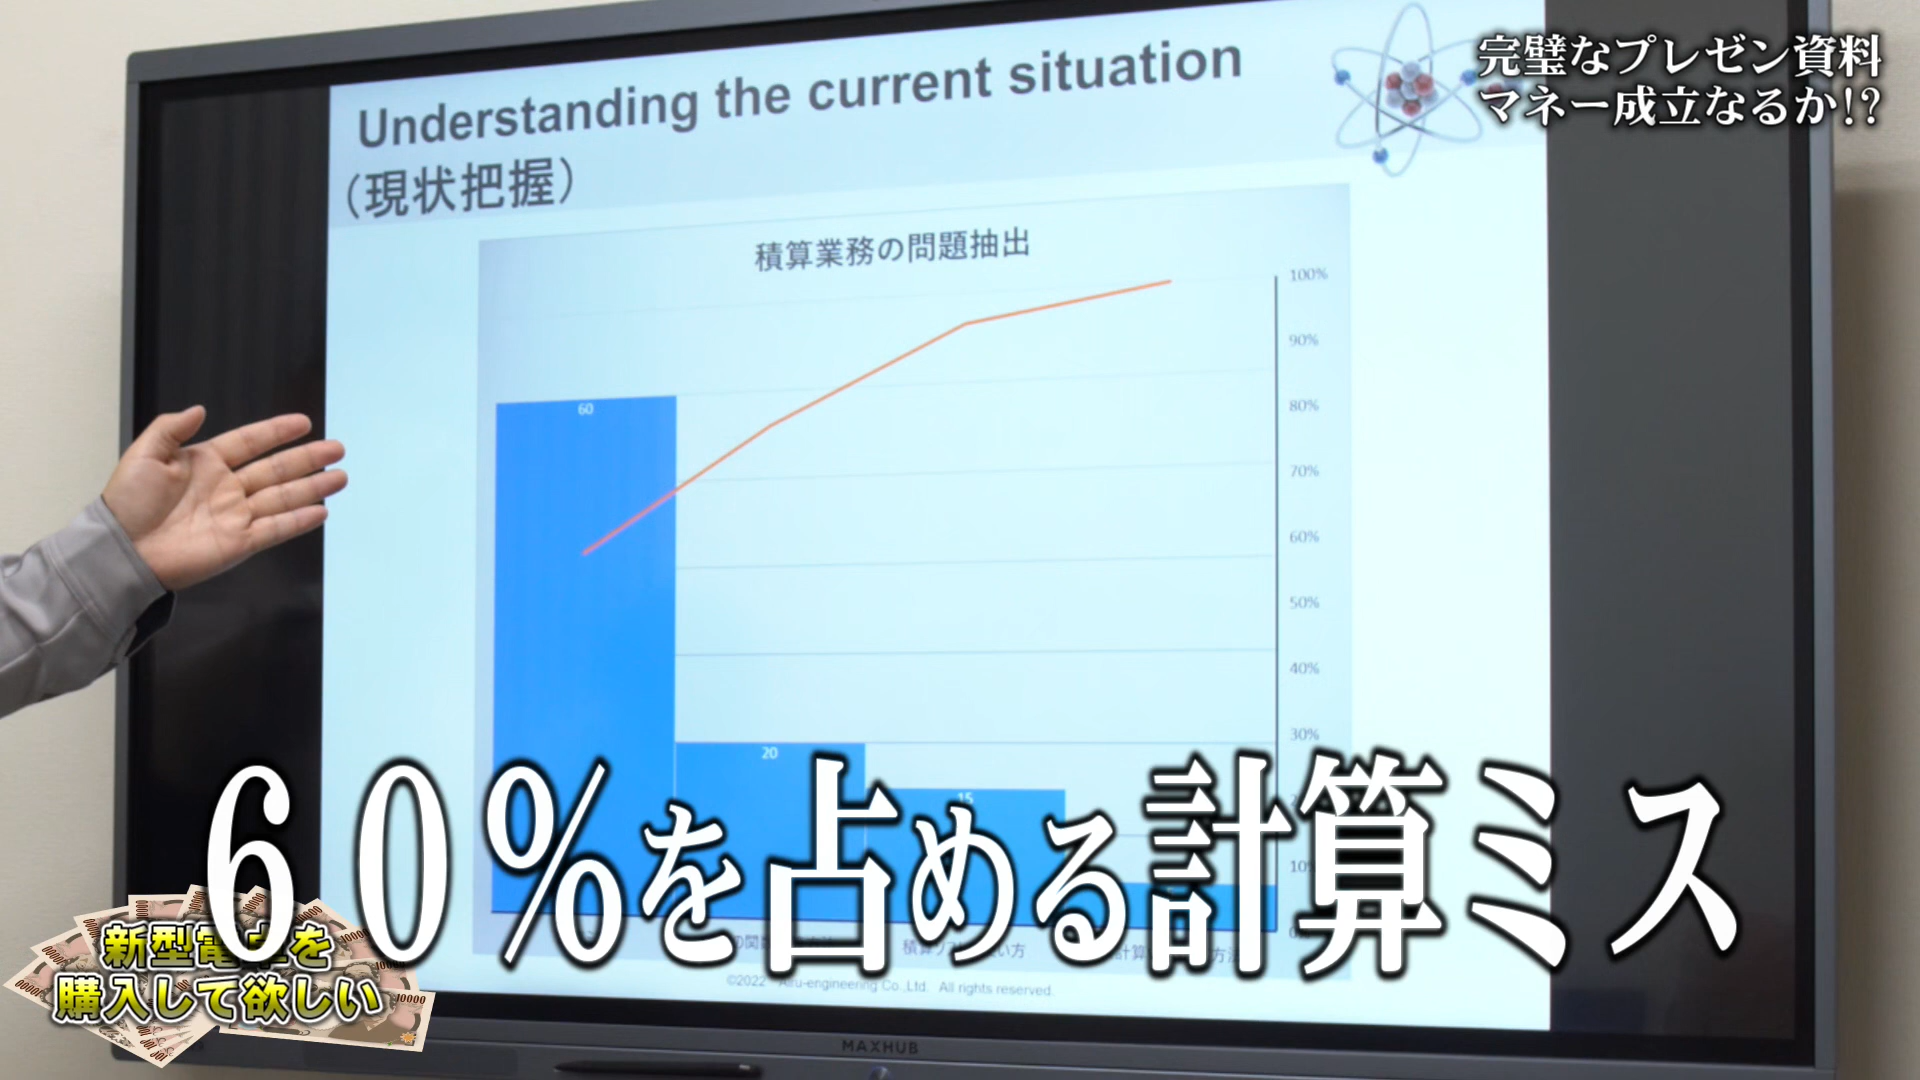 Understanding the current situation
（現状把握）
完璧なプレゼン資料
マネー成立なるか!?
積算業務の問題抽出
100%
90%
80%
70%
60%
50%
40%
30%
60
20
15
60%を占める計算ミス
新型電卓を
購入して欲しい
10000
©2022
engineering Co.,Ltd. All rights reserved.
MAXHUB